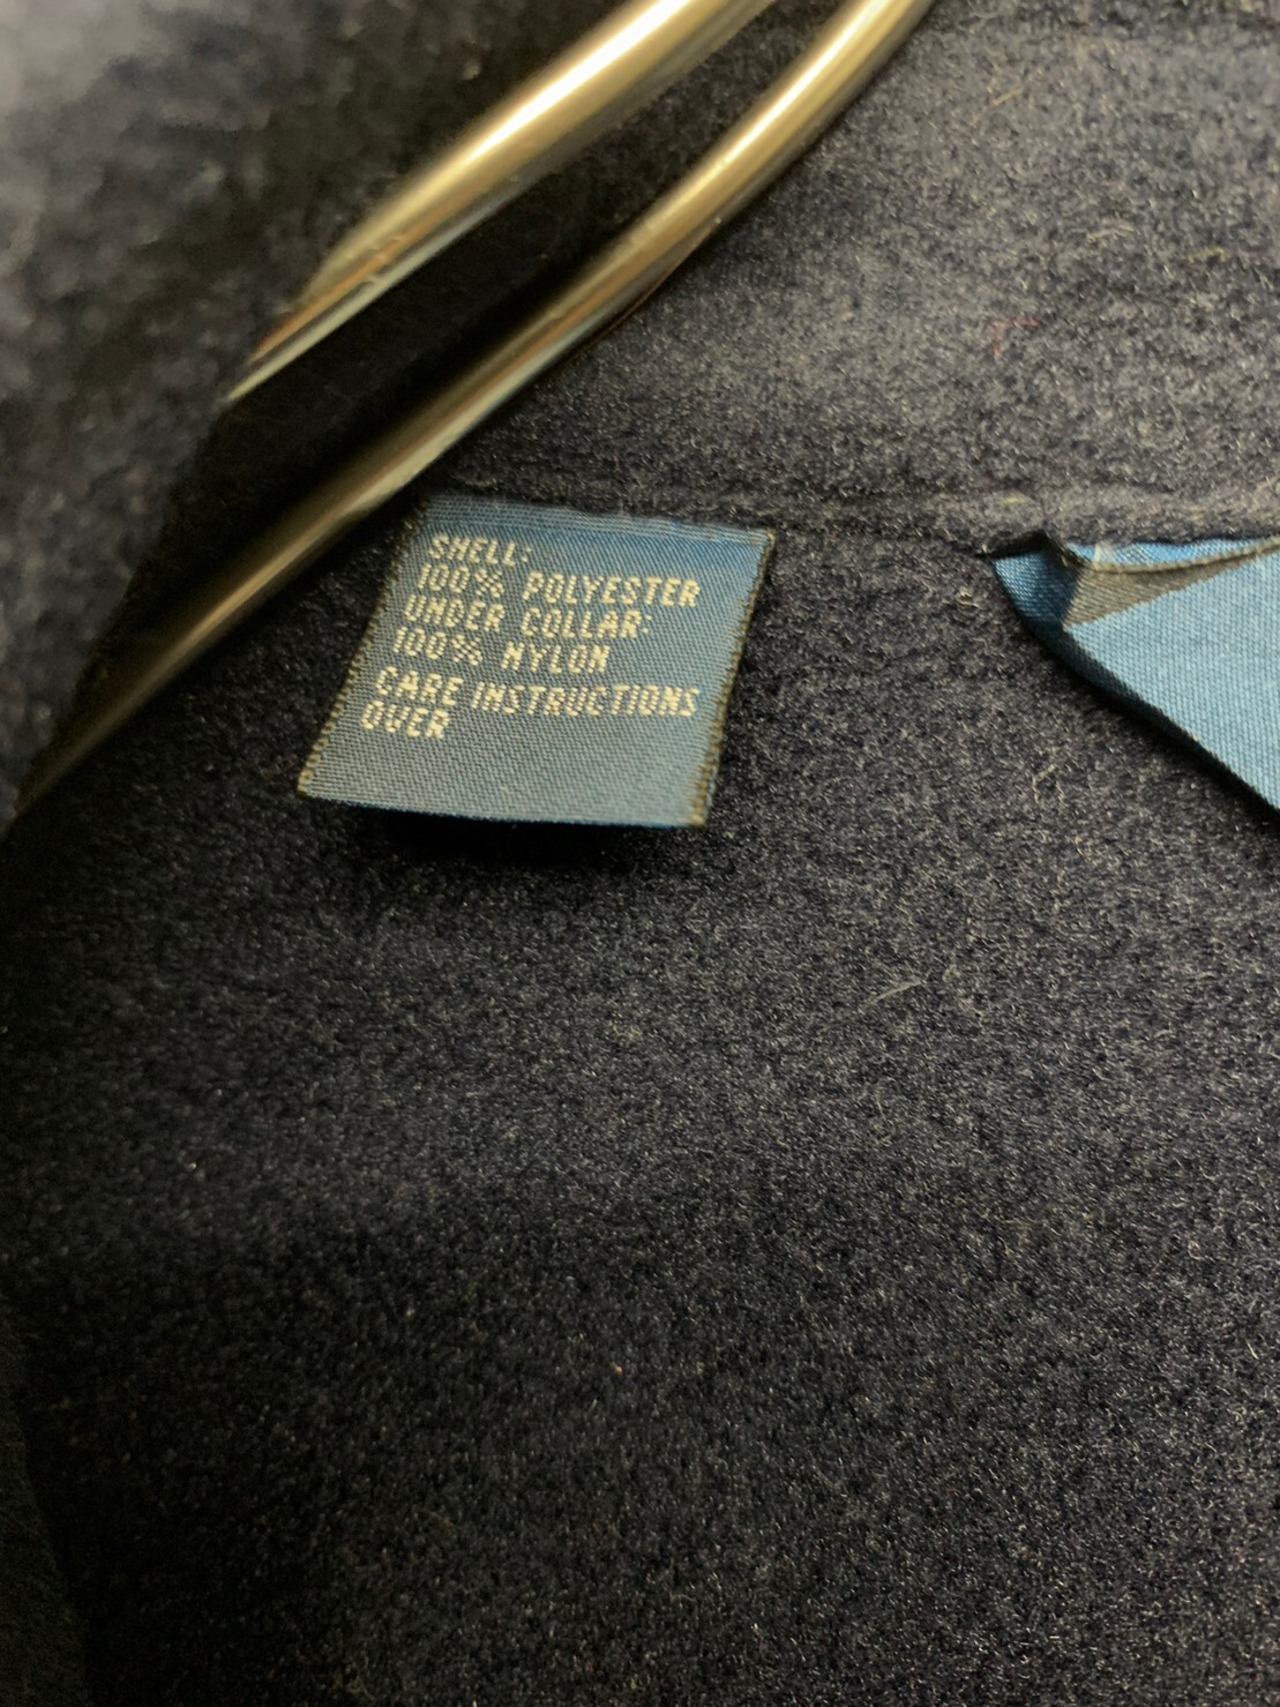 SHELL:
100% POLYESTER
UNDER COLLAR:
100% NYLON
CARE INSTRUCTIONS
OVER